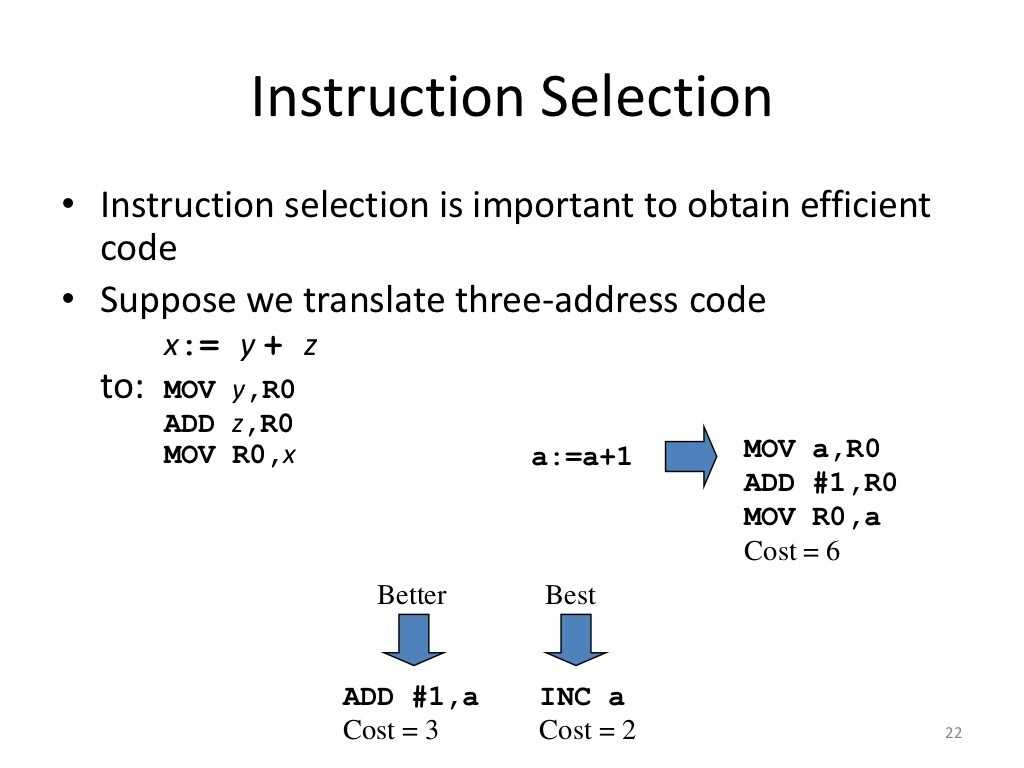 Instruction Selection
• Instruction selection is important to obtain efficient
code
• Suppose we translate three-address code
x:= y + z
to: MOV y,R0
ADD z,R0
MOV R0,x
a:=a+1
MOV a,R0
ADD #1,R0
MOV R0,a
Cost = 6
Better
Best
ADD #1,a
Cost = 3
INC a
Cost = 2
22